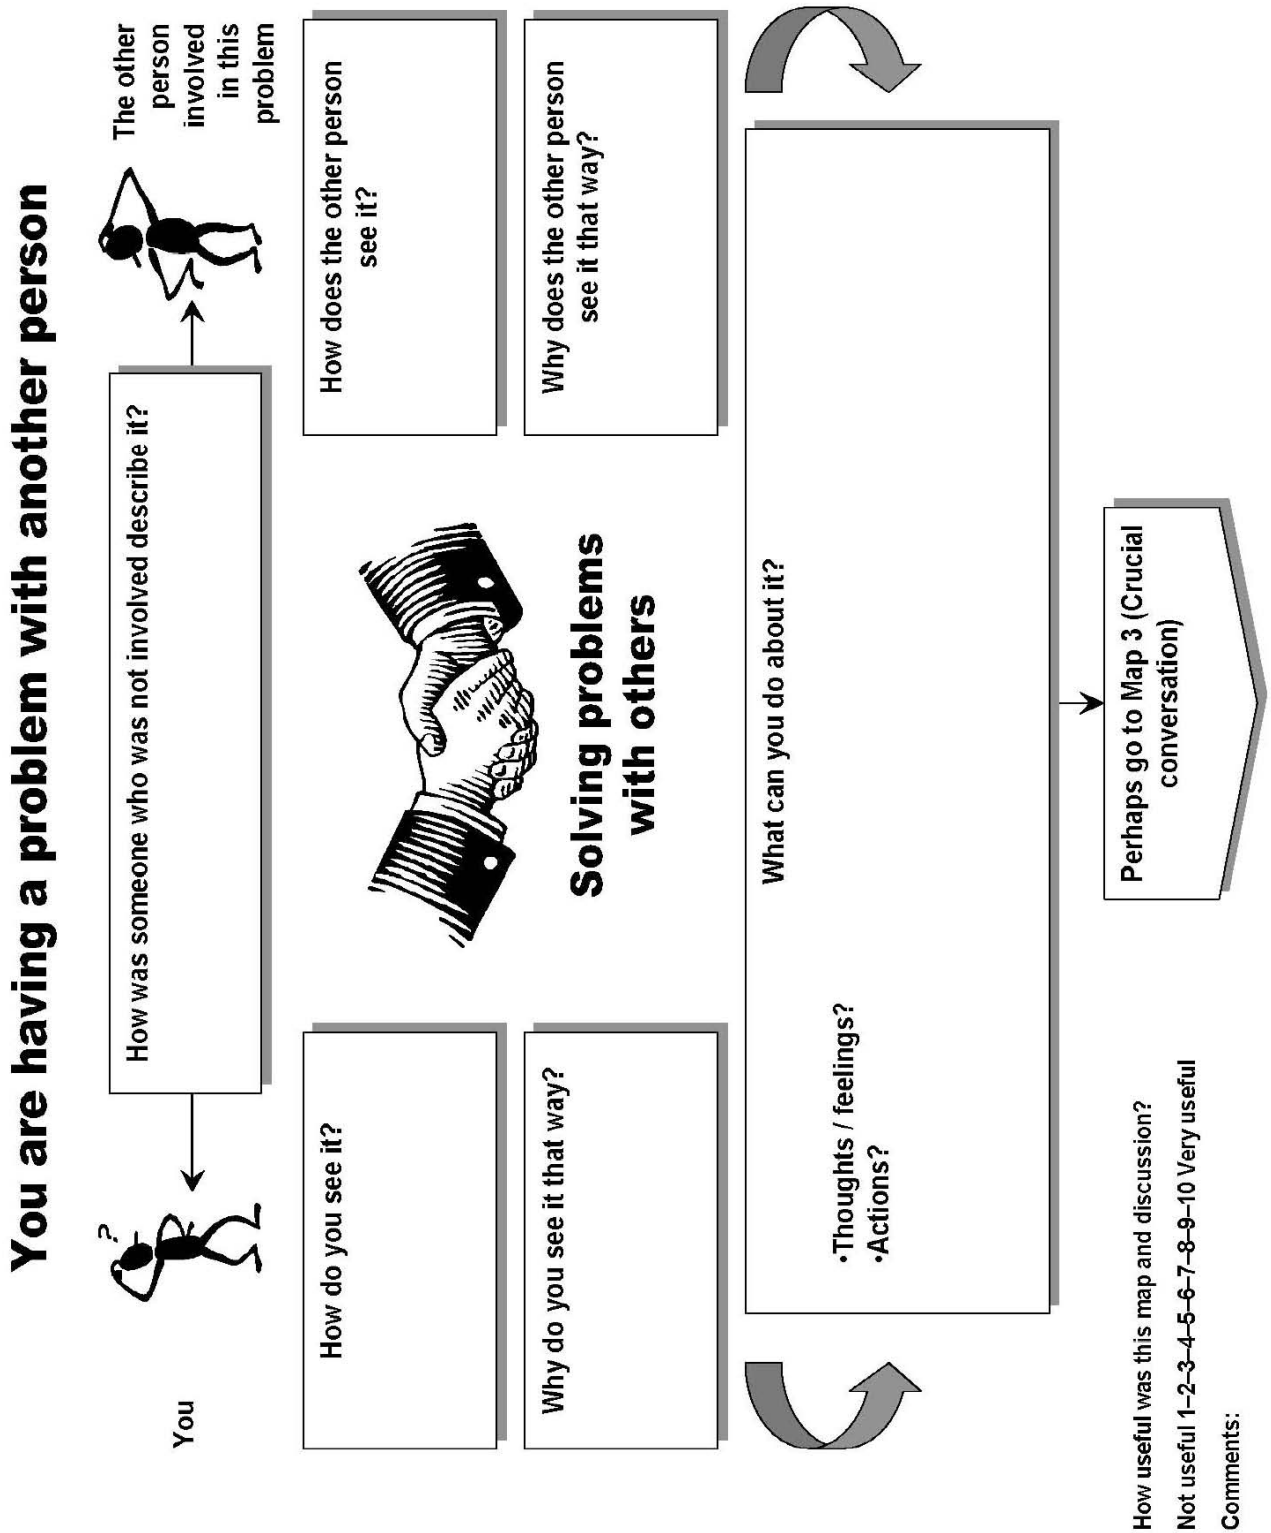 You are having a problem with another person
You
?
How was someone who was not involved describe it?
The other
person
involved
in this
problem
How do you see it?
How does the other person
see it?
Why do you see it that way?
Why does the other person
see it that way?
Solving problems
with others
What can you do about it?
•Thoughts / feelings?
•Actions?
Perhaps go to Map 3 (Crucial
conversation)
How useful was this map and discussion?
Not useful 1–2–3–4–5–6–7–8–9–10 Very useful
Comments: